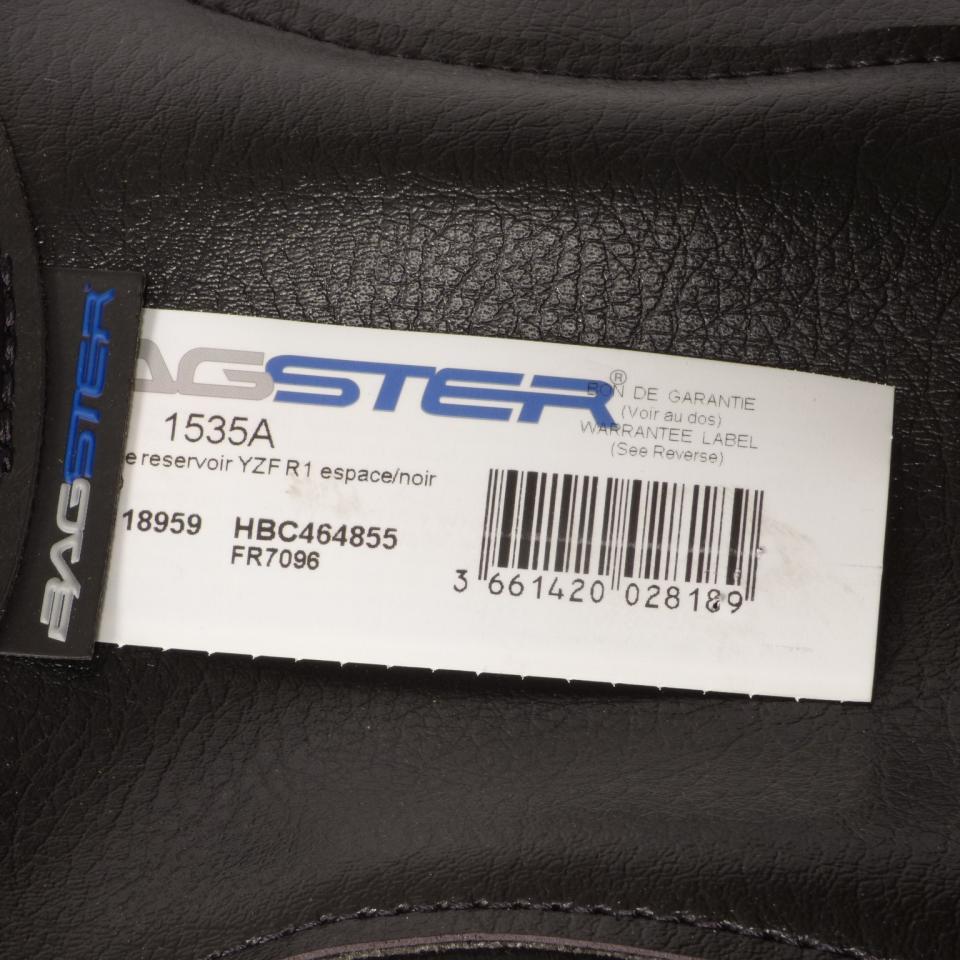 BAGSTER
BAGSTER®
1535A
e reservoir YZF R1 espace/noir
18959 HBC464855
FR7096
BON DE GARANTIE
(Voir au dos)
WARRANTEE LABEL
(See Reverse)
3 661420 028189